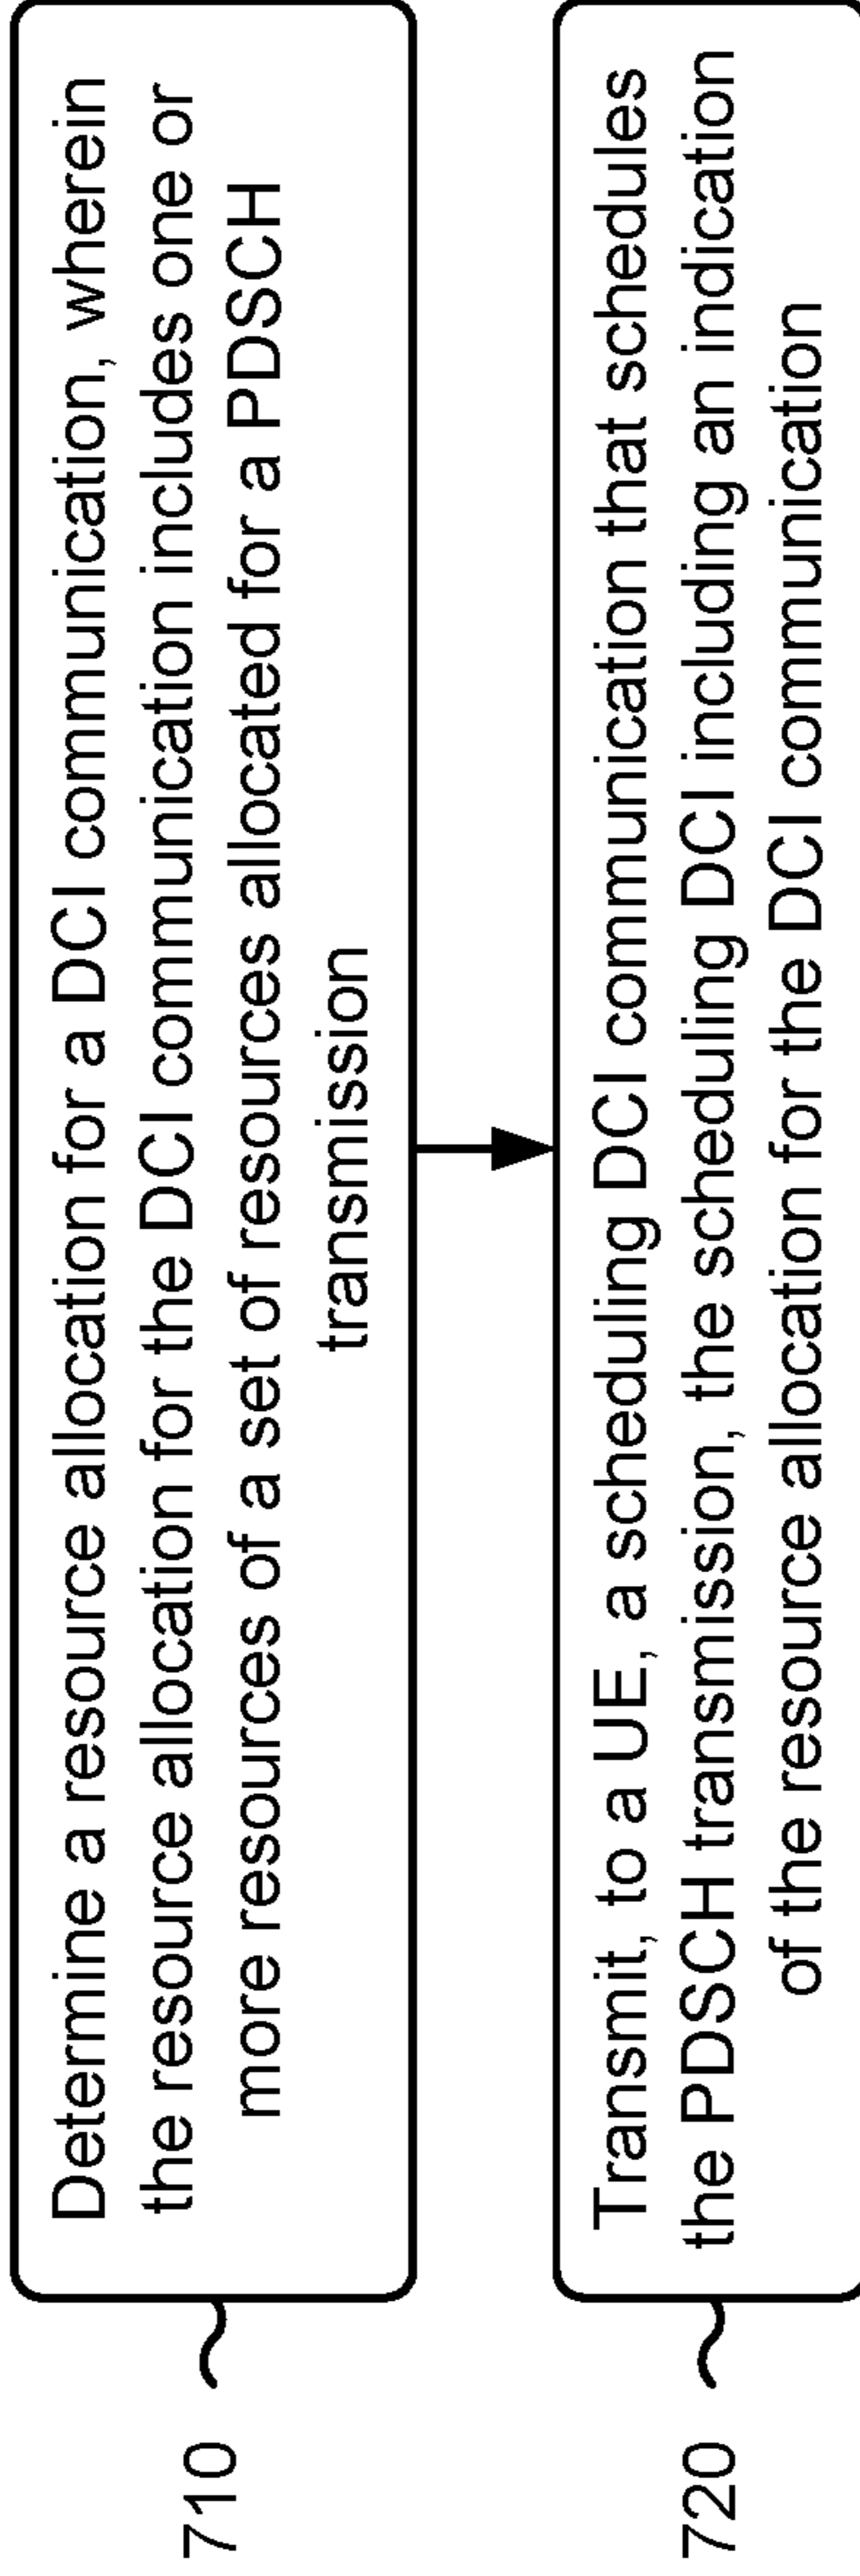 710
Determine a resource allocation for a DCI communication, wherein
the resource allocation for the DCI communication includes one or
more resources of a set of resources allocated for a PDSCH
transmission
720
Transmit, to a UE, a scheduling DCI communication that schedules
the PDSCH transmission, the scheduling DCI including an indication
of the resource allocation for the DCI communication